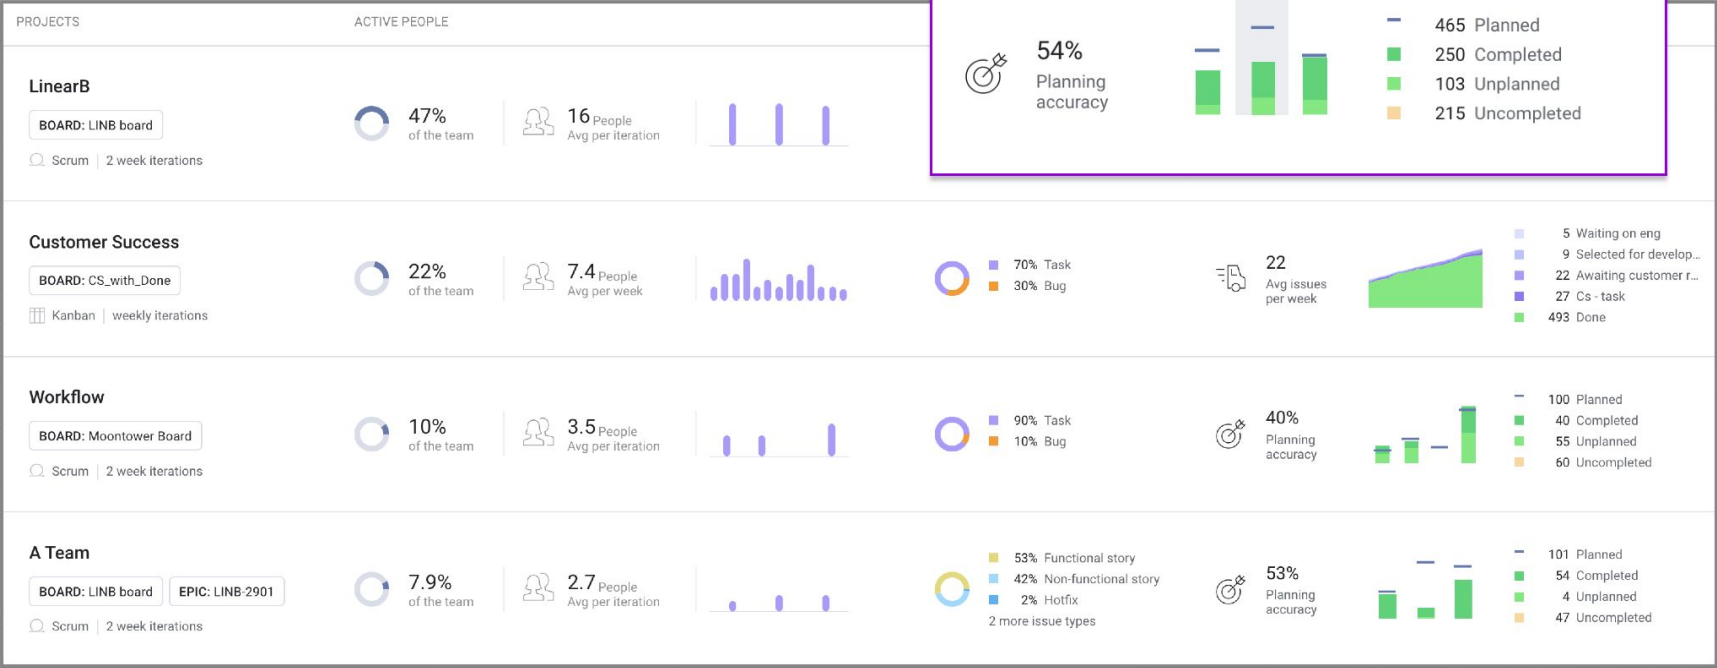 PROJECTS
ACTIVE PEOPLE
LinearB
BOARD: LINB board
Scrum | 2 week iterations
47%
of the team
16 People
Avg per iteration
54%
Planning
accuracy
465 Planned
250 Completed
103 Unplanned
215 Uncompleted
Customer Success
BOARD: CS_with_Done
Kanban | weekly iterations
22%
of the team
7.4 People
Avg per week
70% Task
30% Bug
22
Avg issues
per week
5 Waiting on eng
9 Selected for develop...
22 Awaiting customer r...
27 Cs - task
493 Done
Workflow
BOARD: Moontower Board
Scrum | 2 week iterations
10%
of the team
3.5 People
Avg per iteration
90% Task
10% Bug
40%
Planning
accuracy
100 Planned
40 Completed
55 Unplanned
60 Uncompleted
A Team
BOARD: LINB board
EPIC: LINB-2901
Scrum | 2 week iterations
7.9%
of the team
2.7 People
Avg per iteration
53% Functional story
42% Non-functional story
2% Hotfix
2 more issue types
53%
Planning
accuracy
101 Planned
54 Completed
4 Unplanned
47 Uncompleted